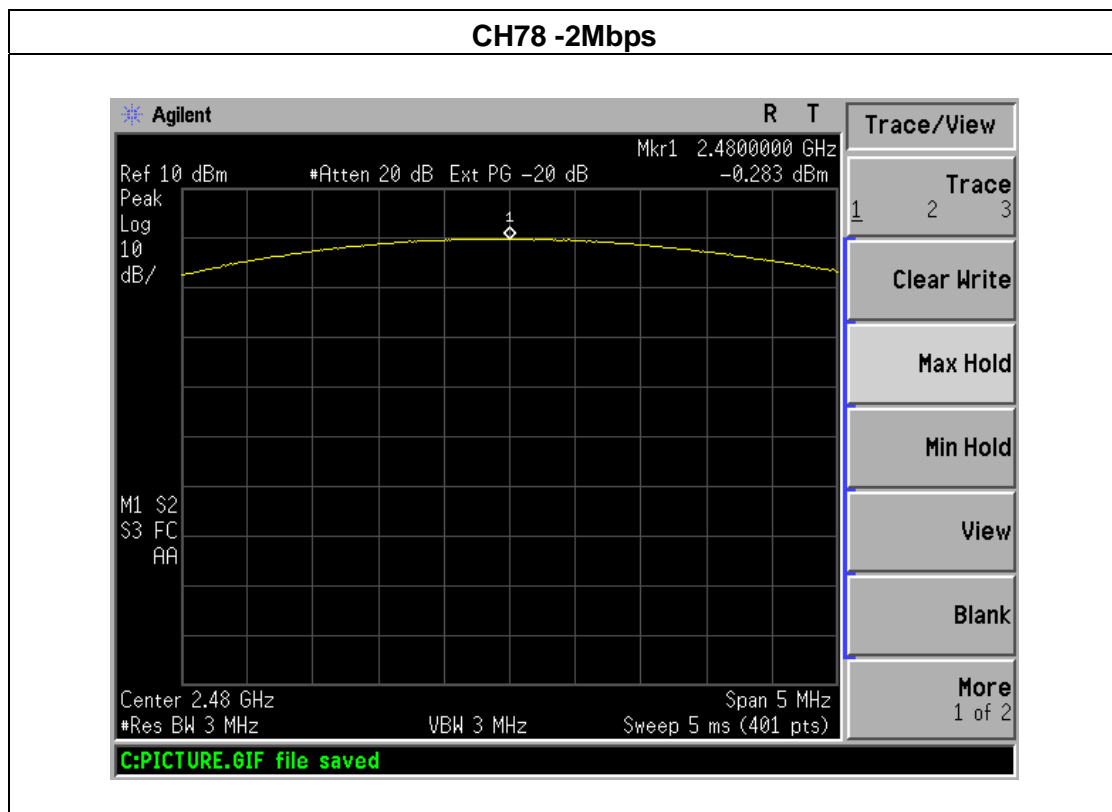 CH78 -2Mbps
Agilent R T
Mkr1 2.4800000 GHz
Ref 10 dBm #Atten 20 dB Ext PG -20 dB -0.283 dBm
Peak
Log
10
dB/
1
M1 S2
S3 FC
AA
Center 2.48 GHz Span 5 MHz
#Res BW 3 MHz VBW 3 MHz Sweep 5 ms (401 pts)
C:PICTURE.GIF file saved
Trace/View
Trace
1 2 3
Clear Write
Max Hold
Min Hold
View
Blank
More
1 of 2